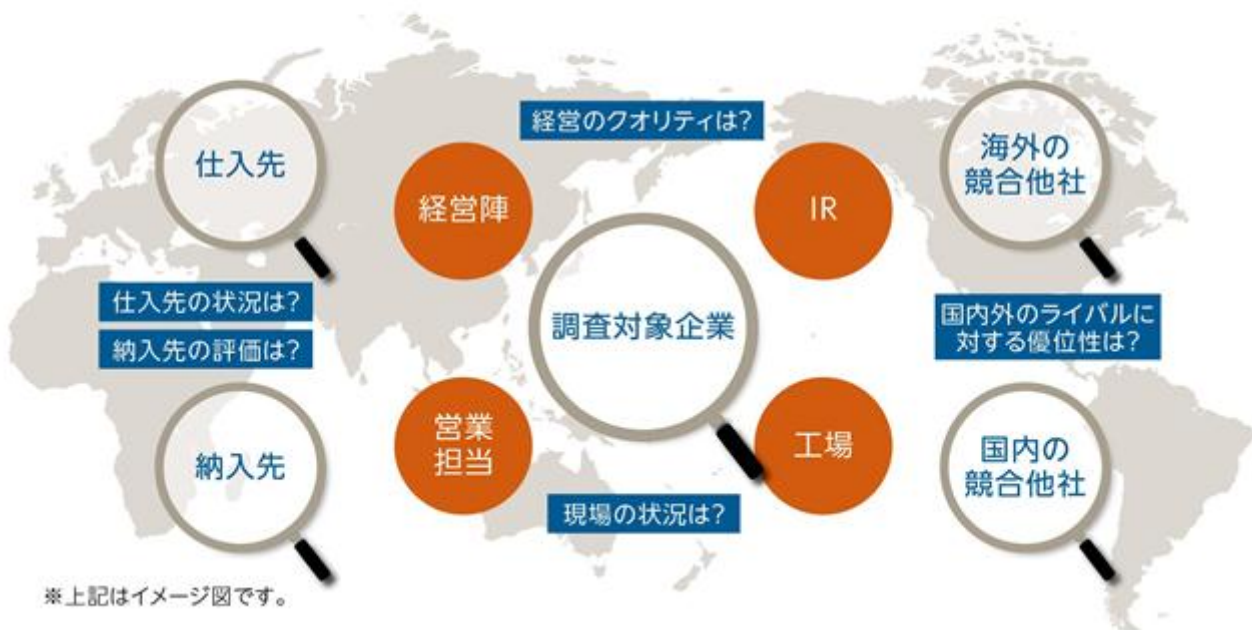 経営のクオリティは?
仕入先
経営陣
IR
海外の
競合他社
調査対象企業
仕入先の状況は?
納入先の評価は?
国内外のライバルに
対する優位性は?
営業
担当
工場
納入先
国内の
競合他社
現場の状況は?
※上記はイメージ図です。